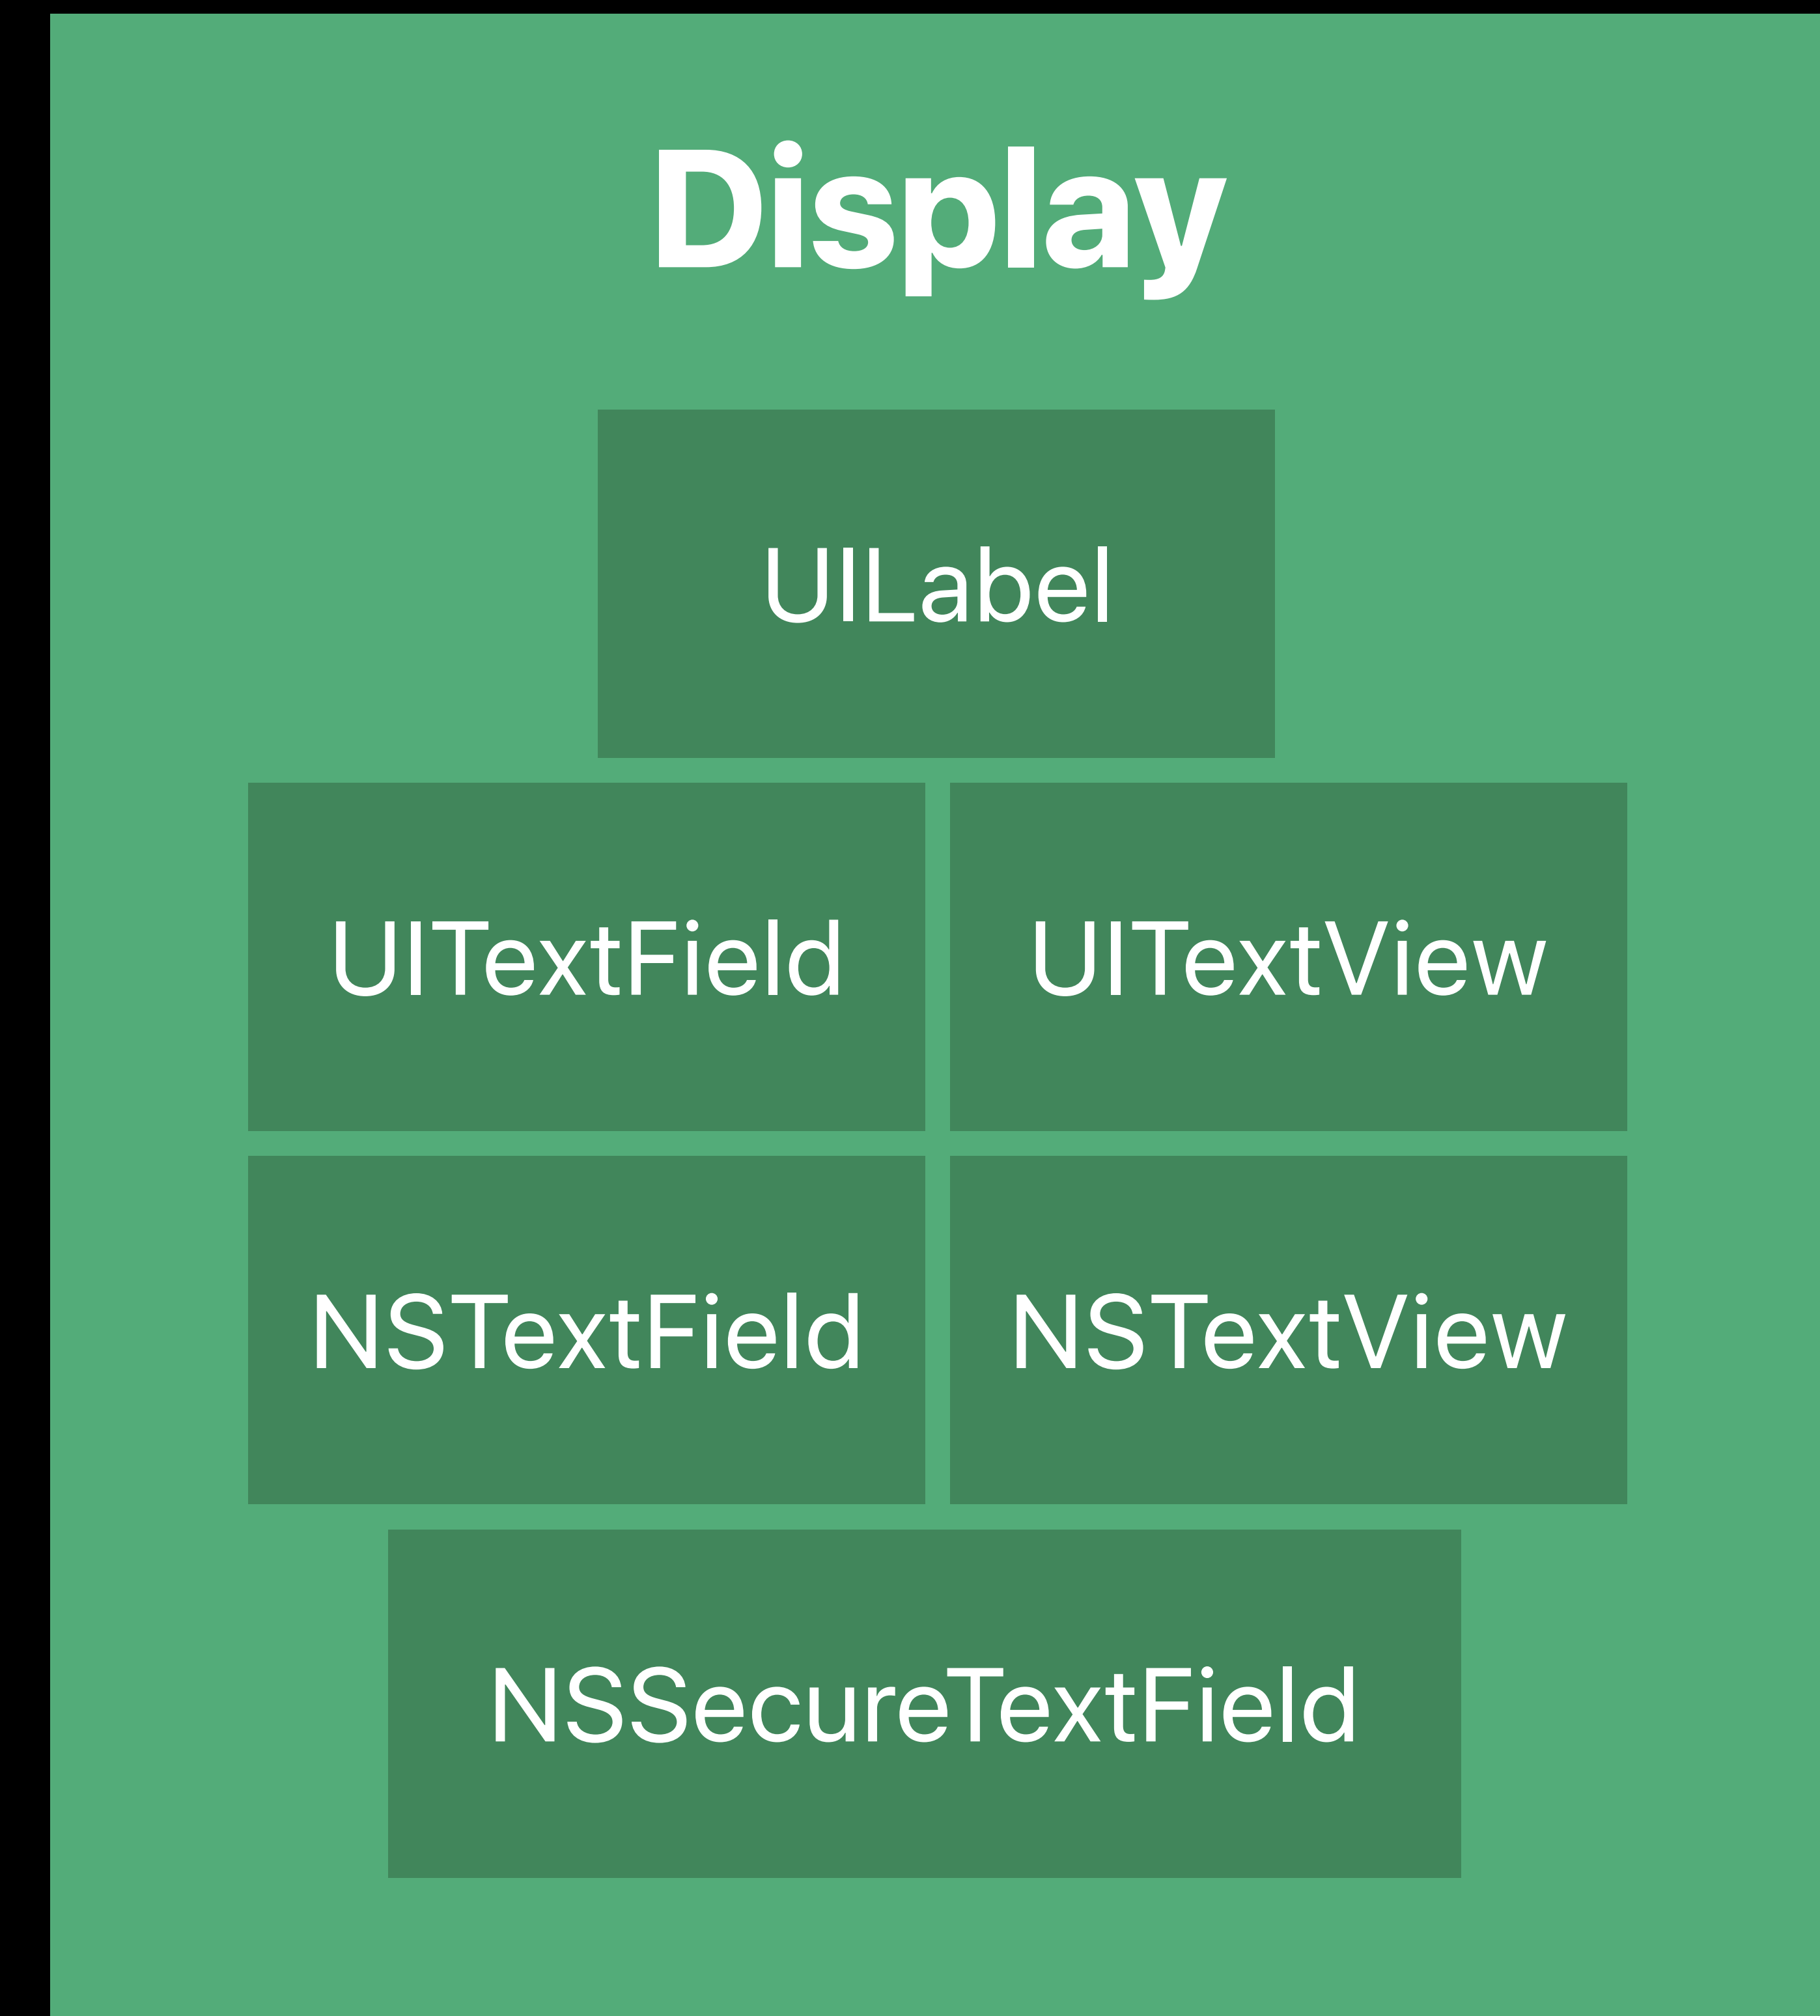 Display
UILabel
UITextField UITextView
NSTextField NSTextView
NSSecureTextField